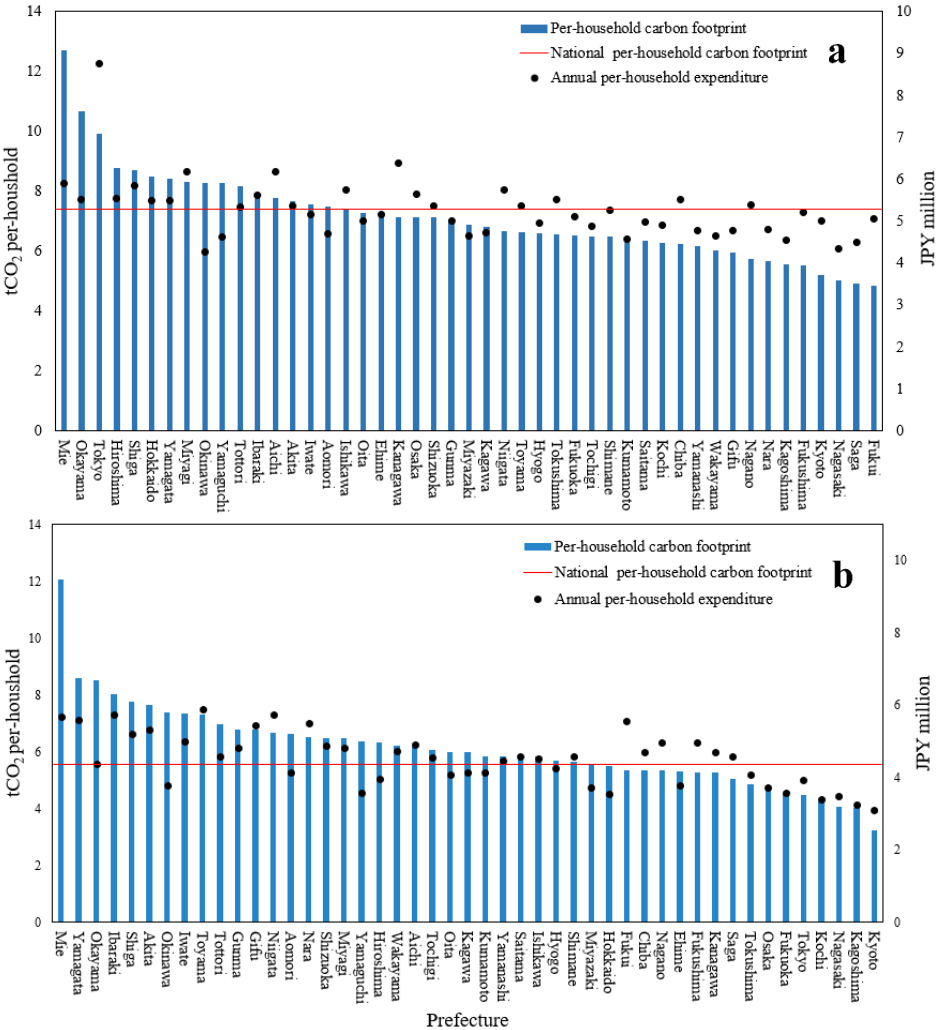 14
12
10
8
6
4
2
0
tCO₂ per-houshold
Per-household carbon footprint
National per-household carbon footprint
Annual per-household expenditure
a
10
9
8
7
6
5
4
3
2
1
0
JPY million
Mie
Okayama
Tokyo
Hiroshima
Shiga
Hokkaido
Yamagata
Miyagi
Okinawa
Yamaguchi
Tottori
Ibaraki
Aichi
Akita
Iwate
Aomori
Ishikawa
Oita
Ehime
Kanagawa
Osaka
Shizuoka
Gunma
Miyazaki
Kagawa
Niigata
Toyama
Hyogo
Tokushima
Fukuoka
Tochigi
Shimane
Kumamoto
Saitama
Kochi
Chiba
Yamanashi
Wakayama
Gifu
Nagano
Nara
Kagoshima
Fukushima
Kyoto
Nagasaki
Saga
Fukui
14
12
10
8
6
4
2
0
tCO₂ per-houshold
Per-household carbon footprint
National per-household carbon footprint
Annual per-household expenditure
b
10
8
6
4
2
0
JPY million
Mie
Yamagata
Okayama
Ibaraki
Shiga
Akita
Okinawa
Iwate
Toyama
Tottori
Gunma
Gifu
Niigata
Aomori
Nara
Shizuoka
Miyagi
Yamaguchi
Hiroshima
Wakayama
Aichi
Tochigi
Oita
Kagawa
Kumamoto
Yamanashi
Saitama
Ishikawa
Hyogo
Shimane
Miyazaki
Hokkaido
Fukui
Chiba
Nagano
Ehime
Fukushima
Kanagawa
Saga
Tokushima
Osaka
Fukuoka
Tokyo
Kochi
Nagasaki
Kagoshima
Kyoto
Prefecture